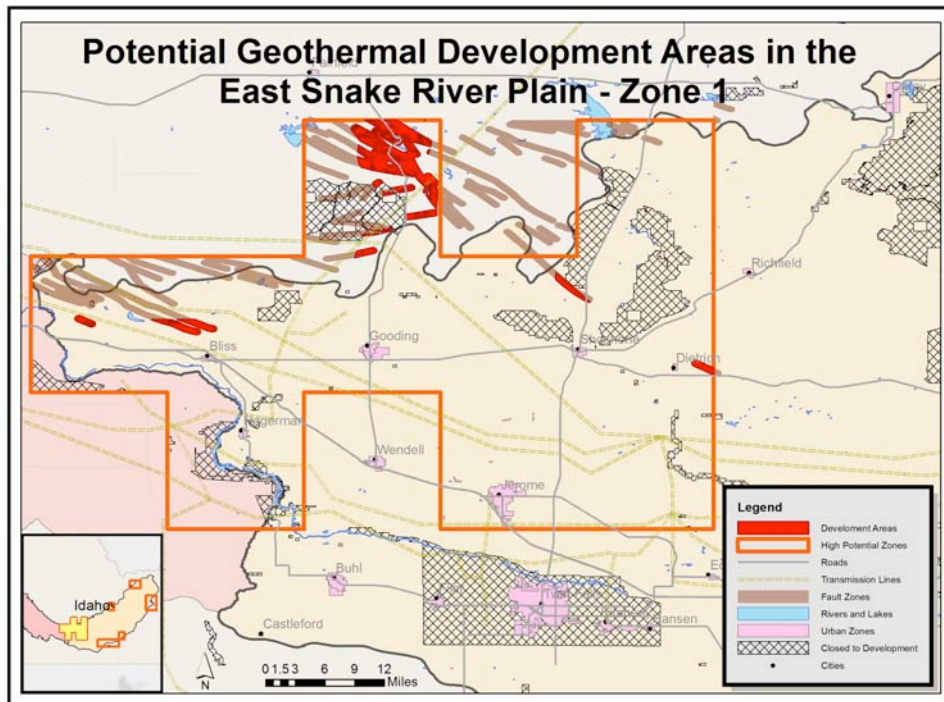 Potential Geothermal Development Areas in the
East Snake River Plain - Zone 1
Fairfield
Richfield
Gooding
Shoshone
Bliss
Dietrich
Hagerman
Wendell
Jerome
Buhl
Filer
Twin Falls
Hansen
Castleford
Idaho
N
0 1.5 3 6 9 12
Miles
Legend
Develoment Areas
High Potential Zones
Roads
Transmission Lines
Fault Zones
Rivers and Lakes
Urban Zones
Closed to Development
Cities